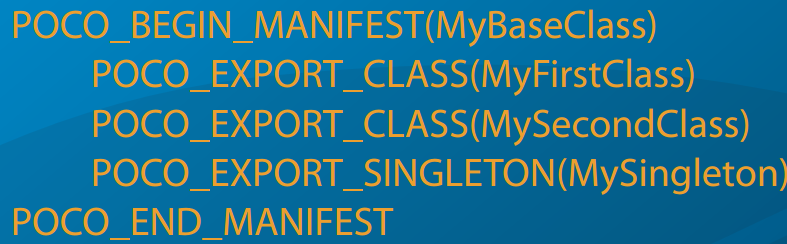 POCO_BEGIN_MANIFEST(MyBaseClass)
POCO_EXPORT_CLASS(MyFirstClass)
POCO_EXPORT_CLASS(MySecondClass)
POCO_EXPORT_SINGLETON(MySingleton)
POCO_END_MANIFEST